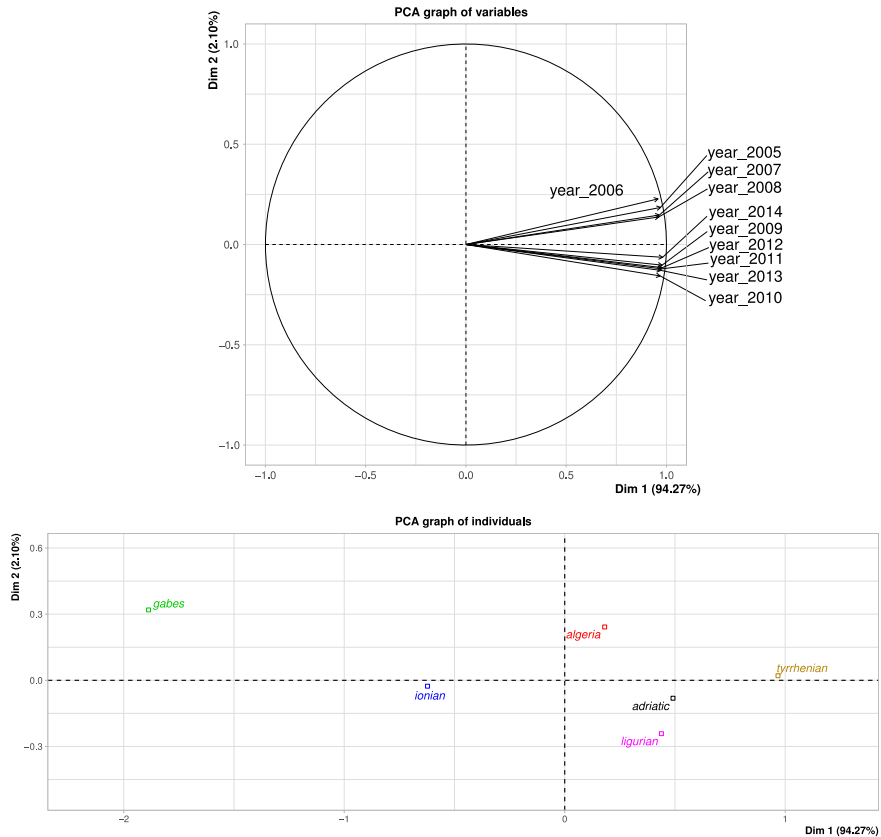 PCA graph of variables
Dim 2 (2.10%)
1.0
0.5
0.0
−0.5
−1.0
year_2006
year_2005
year_2007
year_2008
year_2014
year_2009
year_2012
year_2011
year_2013
year_2010
−1.0
−0.5
0.0
0.5
1.0
Dim 1 (94.27%)
PCA graph of individuals
Dim 2 (2.10%)
0.6
0.3
0.0
−0.3
gabes
algeria
tyrrhenian
ionian
adriatic
ligurian
−2
−1
0
1
Dim 1 (94.27%)